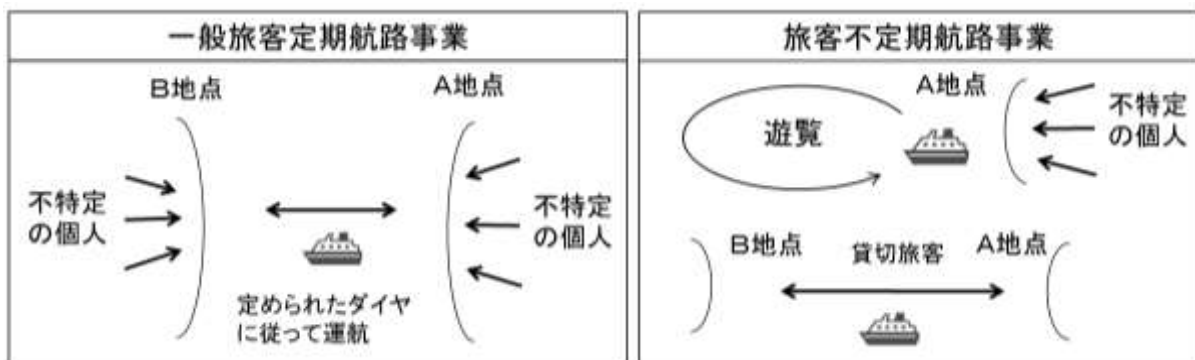 一般旅客定期航路事業
B地点
A地点
不特定
の個人
不特定
の個人
定められたダイヤ
に従って運航
旅客不定期航路事業
A地点
遊覧
不特定
の個人
B地点
貸切旅客
A地点